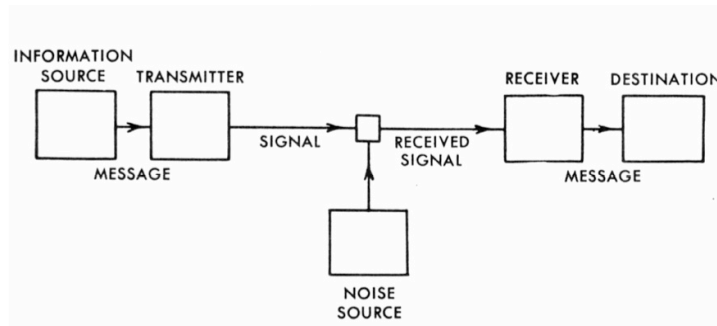 INFORMATION
SOURCE
TRANSMITTER
RECEIVER
DESTINATION
SIGNAL
RECEIVED
SIGNAL
MESSAGE
MESSAGE
NOISE
SOURCE